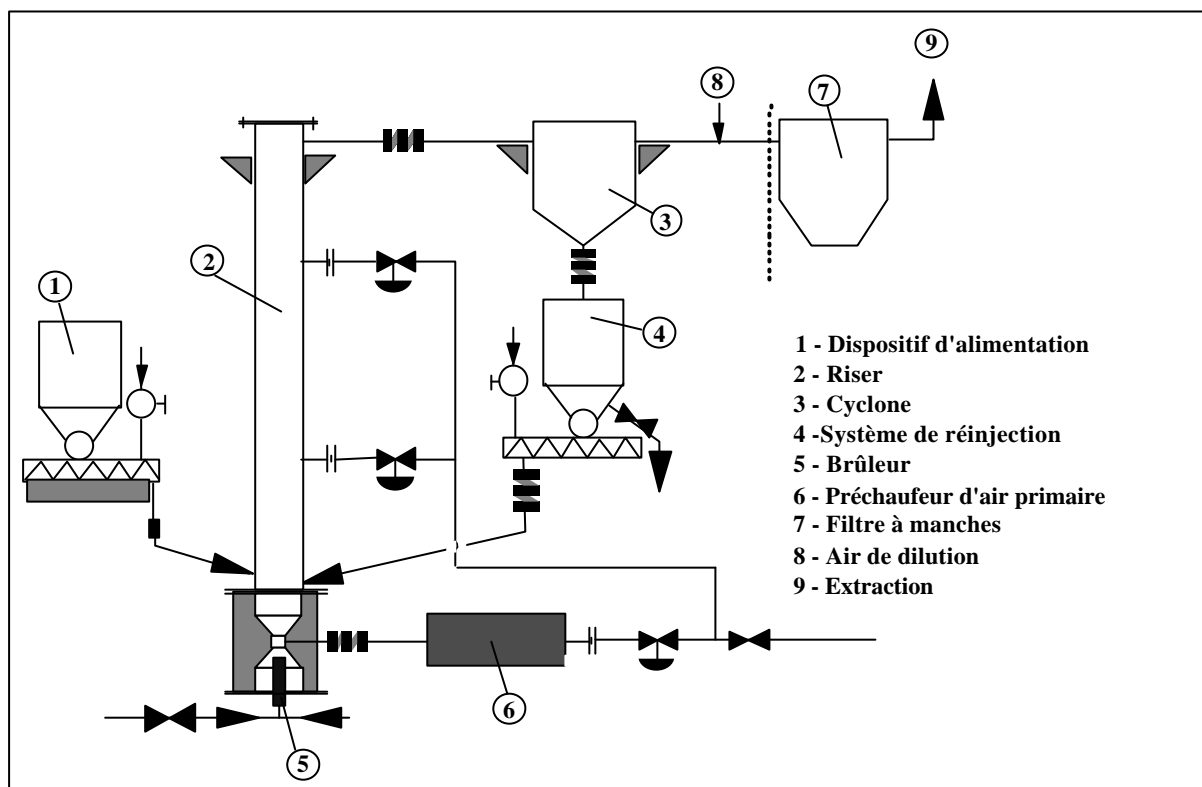 9
8
7
3
2
1
4
1 - Dispositif d'alimentation
2 - Riser
3 - Cyclone
4 -Système de réinjection
5 - Brûleur
6 - Préchaufeur d'air primaire
7 - Filtre à manches
8 - Air de dilution
9 - Extraction
6
5